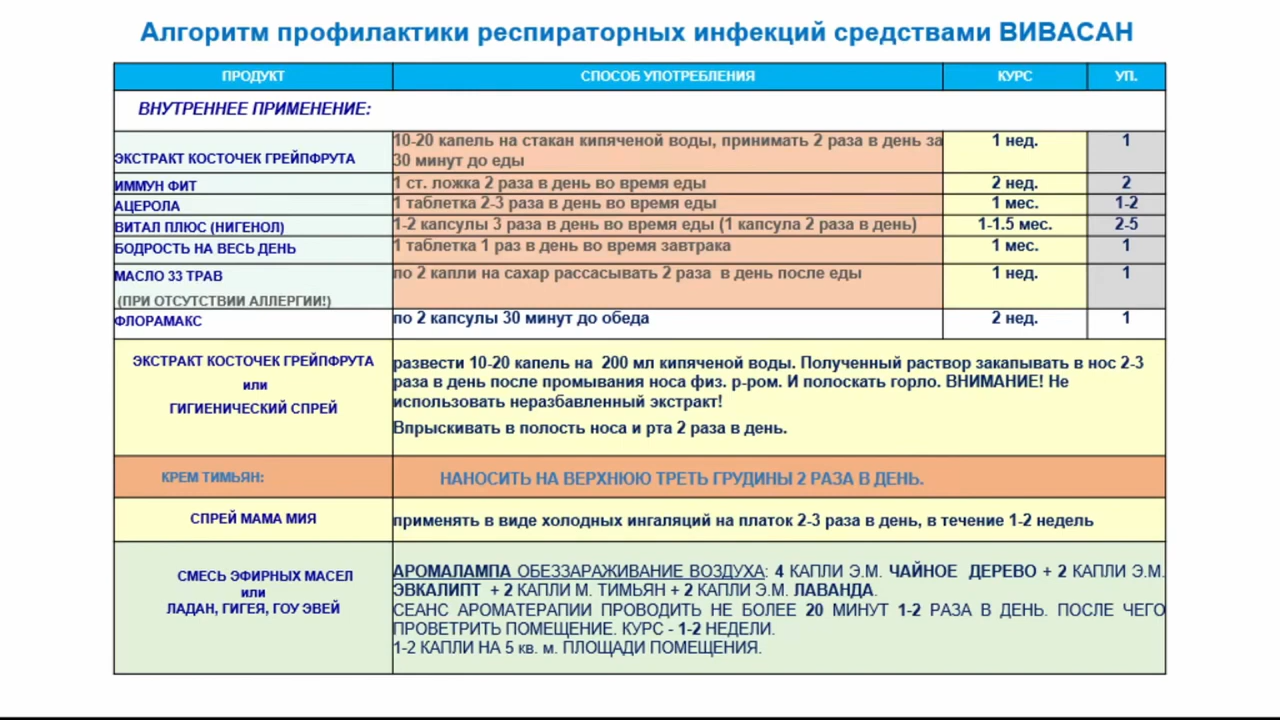 Алгоритм профилактики респираторных инфекций средствами ВИВАСАН
ПРОДУКТ СПОСОБ УПОТРЕБЛЕНИЯ КУРС УП.
ВНУТРЕННЕЕ ПРИМЕНЕНИЕ:
ЭКСТРАКТ КОСТОЧЕК ГРЕЙПФРУТА
10-20 капель на стакан кипяченой воды, принимать 2 раза в день за
30 минут до еды
1 нед. 1
ИММУН ФИТ 1 ст. ложка 2 раза в день во время еды 2 нед. 2
АЦЕРОЛА 1 таблетка 2-3 раза в день во время еды 1 мес. 1-2
ВИТАЛ ПЛЮС (НИГЕНОЛ) 1-2 капсулы 3 раза в день во время еды (1 капсула 2 раза в день) 1-1.5 мес. 2-5
БОДРОСТЬ НА ВЕСЬ ДЕНЬ 1 таблетка 1 раз в день во время завтрака 1 мес. 1
МАСЛО 33 ТРАВ по 2 капли на сахар рассасывать 2 раза в день после еды 1 нед. 1
(ПРИ ОТСУТСТВИИ АЛЛЕРГИИ!)
ФЛОРАМАКС по 2 капсулы 30 минут до обеда 2 нед. 1
ЭКСТРАКТ КОСТОЧЕК ГРЕЙПФРУТА
или
ГИГИЕНИЧЕСКИЙ СПРЕЙ
развести 10-20 капель на 200 мл кипяченой воды. Полученный раствор закапывать в нос 2-3
раза в день после промывания носа физ. р-ром. И полоскать горло. ВНИМАНИЕ! Не
использовать неразбавленный экстракт!
Впрыскивать в полость носа и рта 2 раза в день.
КРЕМ ТИМЬЯН: НАНОСИТЬ НА ВЕРХНЮЮ ТРЕТЬ ГРУДИНЫ 2 РАЗА В ДЕНЬ.
СПРЕЙ МАМА МИЯ применять в виде холодных ингаляций на платок 2-3 раза в день, в течение 1-2 недель
СМЕСЬ ЭФИРНЫХ МАСЕЛ
или
ЛАДАН, ГИГЕЯ, ГОУ ЭВЕЙ
АРОМАЛАМПА ОБЕЗЗАРАЖИВАНИЕ ВОЗДУХА: 4 КАПЛИ Э.М. ЧАЙНОЕ ДЕРЕВО + 2 КАПЛИ Э.М.
ЭВКАЛИПТ + 2 КАПЛИ М. ТИМЬЯН + 2 КАПЛИ Э.М. ЛАВАНДА.
СЕАНС АРОМАТЕРАПИИ ПРОВОДИТЬ НЕ БОЛЕЕ 20 МИНУТ 1-2 РАЗА В ДЕНЬ. ПОСЛЕ ЧЕГО
ПРОВЕТРИТЬ ПОМЕЩЕНИЕ. КУРС - 1-2 НЕДЕЛИ.
1-2 КАПЛИ НА 5 кв. м. ПЛОЩАДИ ПОМЕЩЕНИЯ.